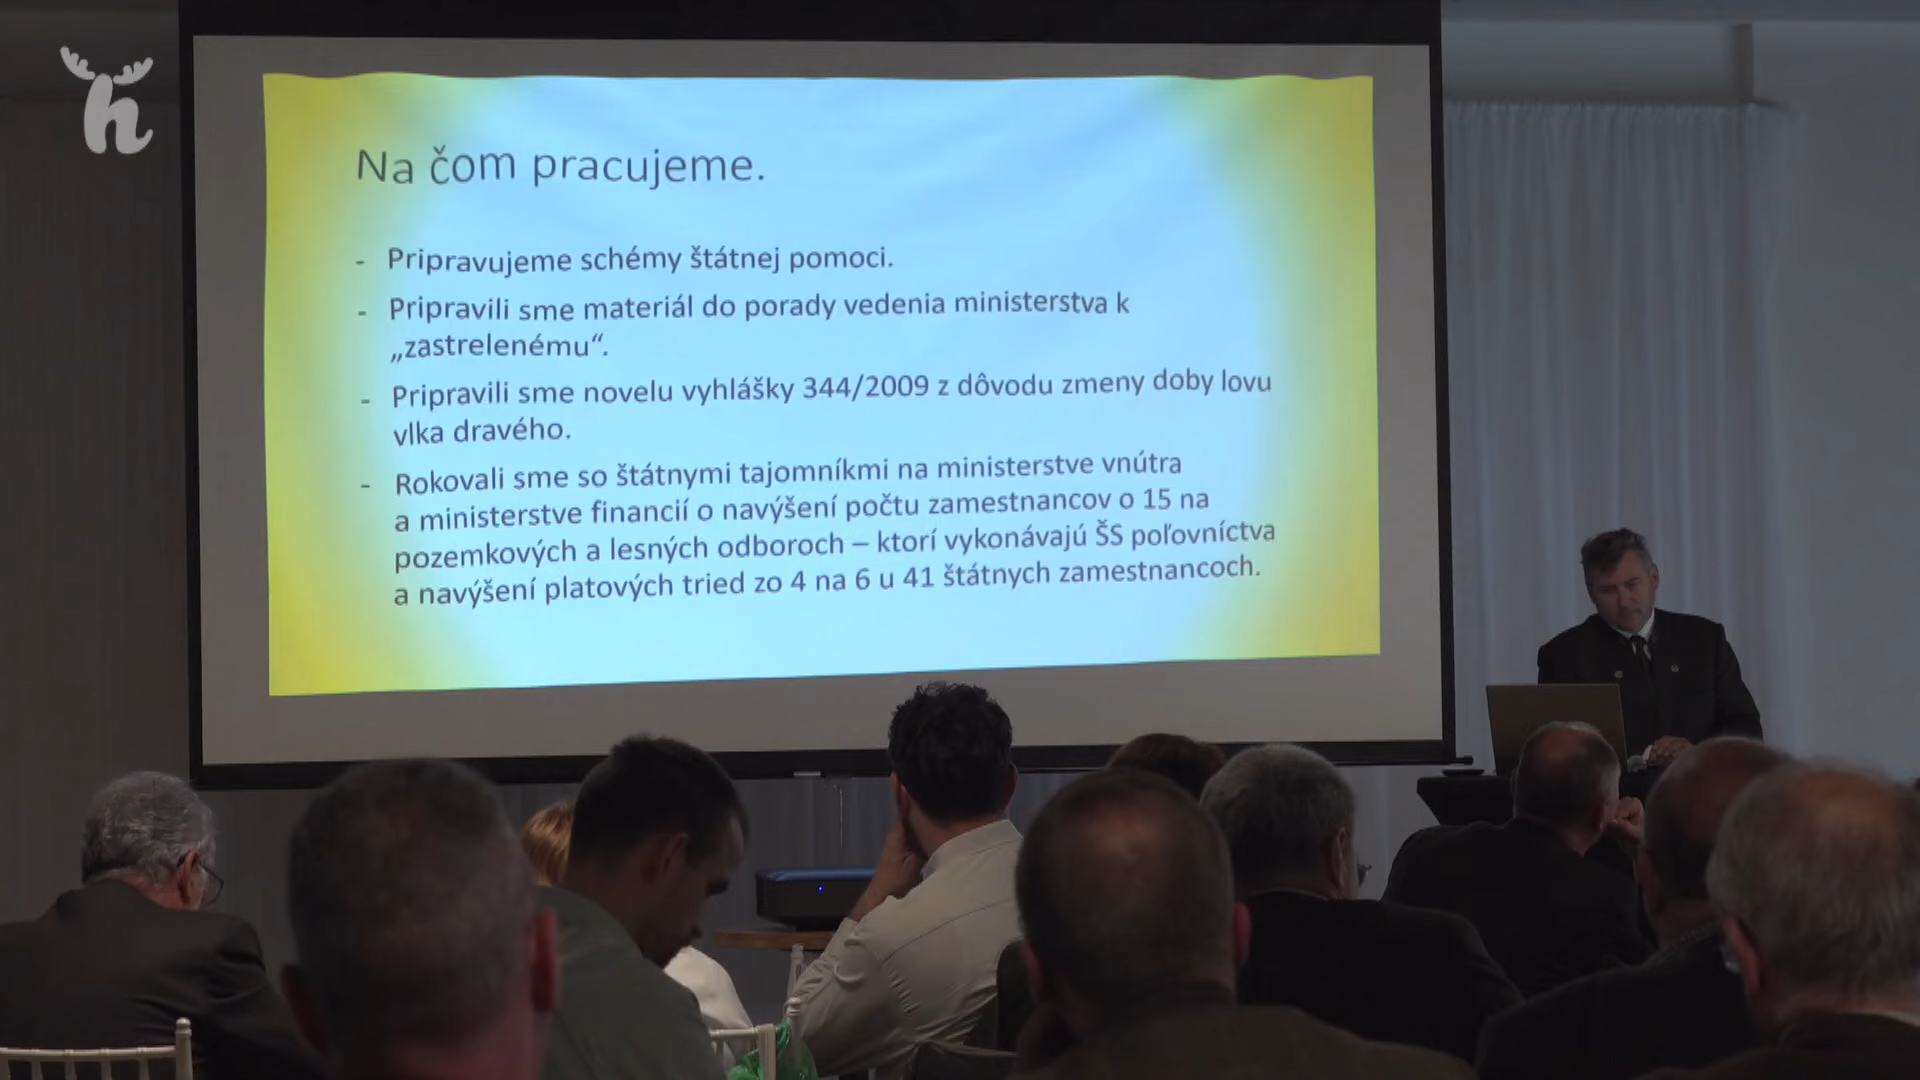 h
Na čom pracujeme.
- Pripravujeme schémy štátnej pomoci.
- Pripravili sme materiál do porady vedenia ministerstva k
„zastrelenému“.
- Pripravili sme novelu vyhlášky 344/2009 z dôvodu zmeny doby lovu
vlka dravého.
- Rokovali sme so štátnymi tajomníkmi na ministerstve vnútra
a ministerstve financií o navýšení počtu zamestnancov o 15 na
pozemkových a lesných odboroch – ktorí vykonávajú ŠS poľovníctva
a navýšení platových tried zo 4 na 6 u 41 štátnych zamestnancoch.